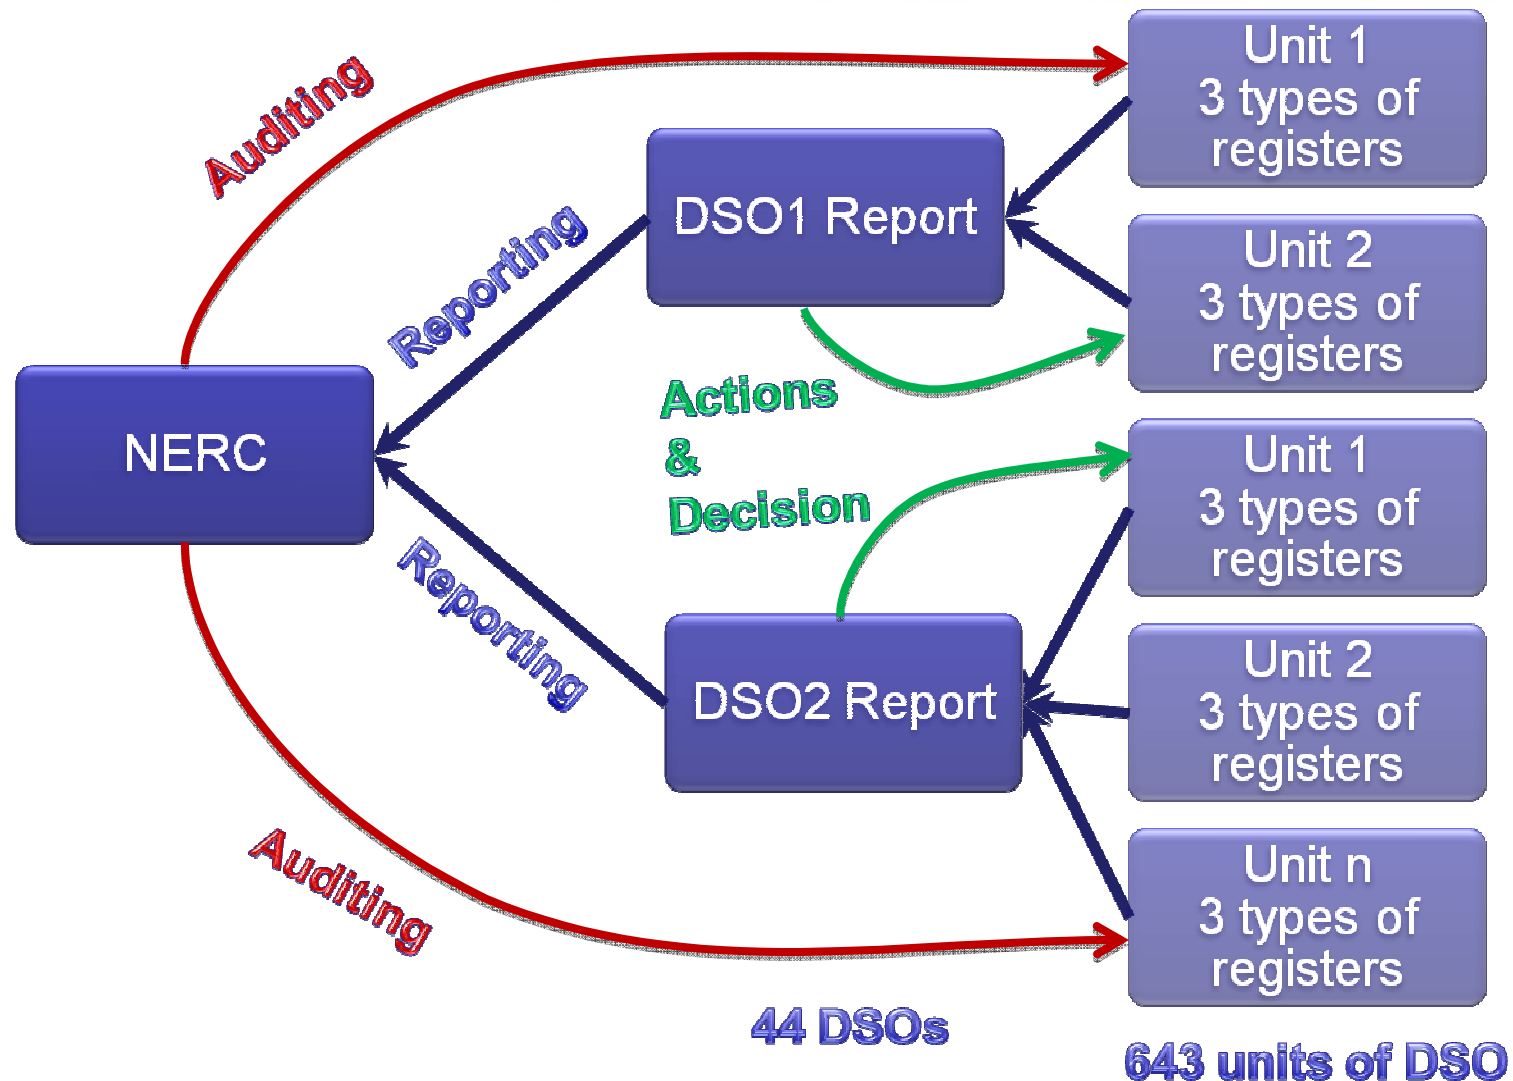 Auditing
Reporting
NERC
Reporting
Auditing
DSO1 Report
Actions
&
Decision
DSO2 Report
44 DSOs
Unit 1
3 types of
registers
Unit 2
3 types of
registers
Unit 1
3 types of
registers
Unit 2
3 types of
registers
Unit n
3 types of
registers
643 units of DSO